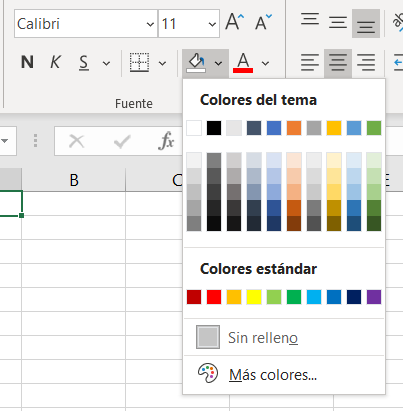 Calibri 11 A A
N K S A
Fuente
Colores del tema
fx
B C E
Colores estándar
Sin relleno
Más colores...